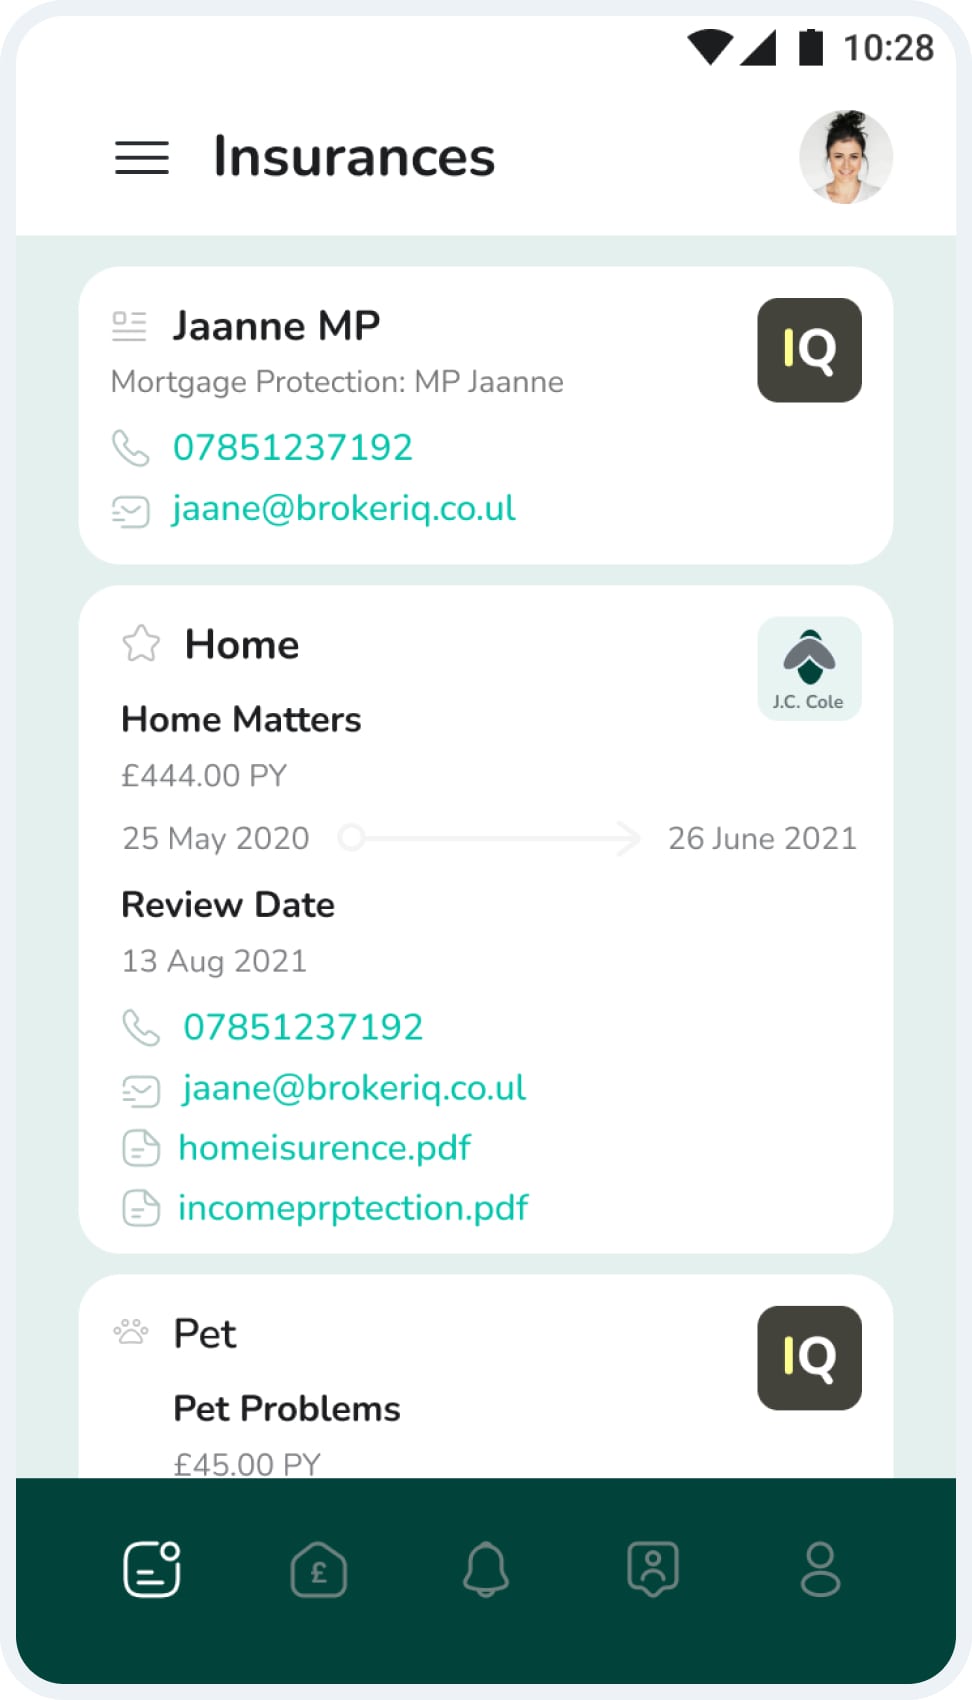 10:28
Insurances
Jaanne MP
IQ
Mortgage Protection: MP Jaanne
07851237192
jaane@brokeriq.co.ul
Home
J.C. Cole
Home Matters
£444.00 PY
25 May 2020
26 June 2021
Review Date
13 Aug 2021
07851237192
jaane@brokeriq.co.ul
homeisurence.pdf
incomeprptection.pdf
Pet
IQ
Pet Problems
£45.00 PY
£